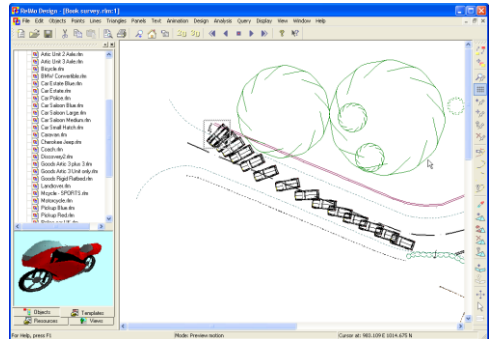 ReWo Design - [Book survey.rlm:1]
File Edit Objects Points Lines Triangles Panels Text Animation Design Analysis Query Display View Window Help
Artic Unit 2 Axle.rlm
Artic Unit 3 Axle.rlm
Bicycle.rlm
BMW Convertible.rlm
Car Estate Blue.rlm
Car Estate.rlm
Car Police.rlm
Car Saloon Blue.rlm
Car Saloon Large.rlm
Car Saloon Medium.rlm
Car Small Hatch.rlm
Caravan.rlm
Cherokee Jeep.rlm
Coach.rlm
Discovery2.rlm
Goods Artic 3 plus 3.rlm
Goods Artic 3 Unit only.rlm
Goods Rigid Flatbed.rlm
Landrover.rlm
Mcycle - SPORTS.rlm
Motorcycle.rlm
Pickup Blue.rlm
Pickup Red.rlm
Objects
Templates
Resources
Views
For Help, press F1
Mode: Preview motion
Cursor at: 983.109 E 1014.675 N